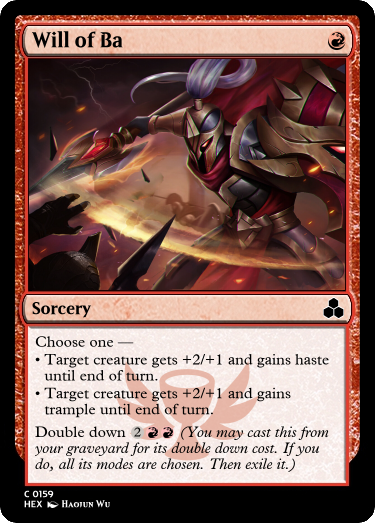 Will of Ba
Sorcery
Choose one —
• Target creature gets +2/+1 and gains haste
until end of turn.
• Target creature gets +2/+1 and gains
trample until end of turn.
Double down 2 (You may cast this from
your graveyard for its double down cost. If you
do, all its modes are chosen. Then exile it.)
C 0159
HEX Haojun Wu